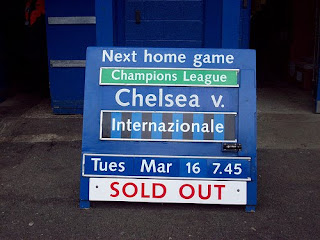 Next home game
Champions League
Chelsea v.
Internazionale
Tues Mar 16 7.45
SOLD OUT